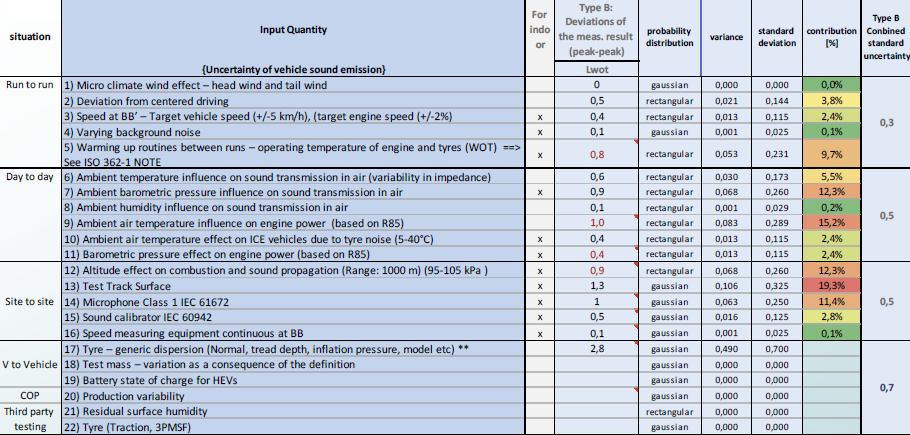 situation
Input Quantity
{Uncertainty of vehicle sound emission}
For
indo
or
Type B:
Deviations of
the meas. result
(peak-peak)
Lwot
probability
distribution
variance
standard
deviation
contribution
[%]
Type B
Conbined
standard
uncertainty
Run to run
1) Micro climate wind effect – head wind and tail wind 0 gaussian 0,000 0,000 0,0%
2) Deviation from centered driving 0,5 rectangular 0,021 0,144 3,8%
3) Speed at BB' – Target vehicle speed (+/-5 km/h), (target engine speed (+/-2%) x 0,4 rectangular 0,013 0,115 2,4%
4) Varying background noise x 0,1 gaussian 0,001 0,025 0,1%
0,3
5) Warming up routines between runs – operating temperature of engine and tyres (WOT) ==>
See ISO 362-1 NOTE x 0,8 rectangular 0,053 0,231 9,7%
Day to day
6) Ambient temperature influence on sound transmission in air (variability in impedance) 0,6 rectangular 0,030 0,173 5,5%
7) Ambient barometric pressure influence on sound transmission in air x 0,9 rectangular 0,068 0,260 12,3%
8) Ambient humidity influence on sound transmission in air 0,1 rectangular 0,001 0,029 0,2%
9) Ambient air temperature influence on engine power (based on R85) 1,0 rectangular 0,083 0,289 15,2%
0,5
10) Ambient air temperature effect on ICE vehicles due to tyre noise (5-40°C) x 0,4 rectangular 0,013 0,115 2,4%
11) Barometric pressure effect on engine power (based on R85) x 0,4 rectangular 0,013 0,115 2,4%
Site to site
12) Altitude effect on combustion and sound propagation (Range: 1000 m) (95-105 kPa ) x 0,9 rectangular 0,068 0,260 12,3%
13) Test Track Surface x 1,3 gaussian 0,106 0,325 19,3%
14) Microphone Class 1 IEC 61672 x 1 gaussian 0,063 0,250 11,4%
0,5
15) Sound calibrator IEC 60942 x 0,5 gaussian 0,016 0,125 2,8%
16) Speed measuring equipment continuous at BB x 0,1 gaussian 0,001 0,025 0,1%
V to Vehicle
17) Tyre – generic dispersion (Normal, tread depth, inflation pressure, model etc) ** 2,8 gaussian 0,490 0,700
18) Test mass – variation as a consequence of the definition gaussian 0,000 0,000
19) Battery state of charge for HEVs gaussian 0,000 0,000
0,7
COP
20) Production variability gaussian 0,000 0,000
Third party
testing
21) Residual surface humidity rectangular 0,000 0,000
22) Tyre (Traction, 3PMSF) gaussian 0,000 0,000